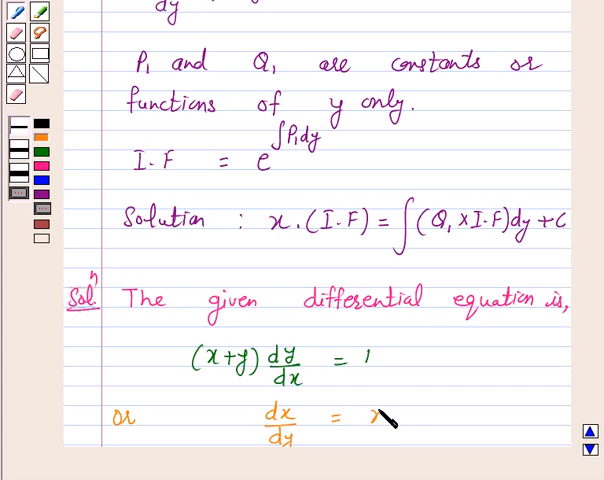 dy
P₁ and Q₁ are constants or
functions of y only.
I.F = e^∫P₁dy
Solution : x.(I.F) = ∫(Q₁ × I.F)dy + C
Solⁿ The given differential equation is,
(x+y) dy/dx = 1
or dx/dy = x